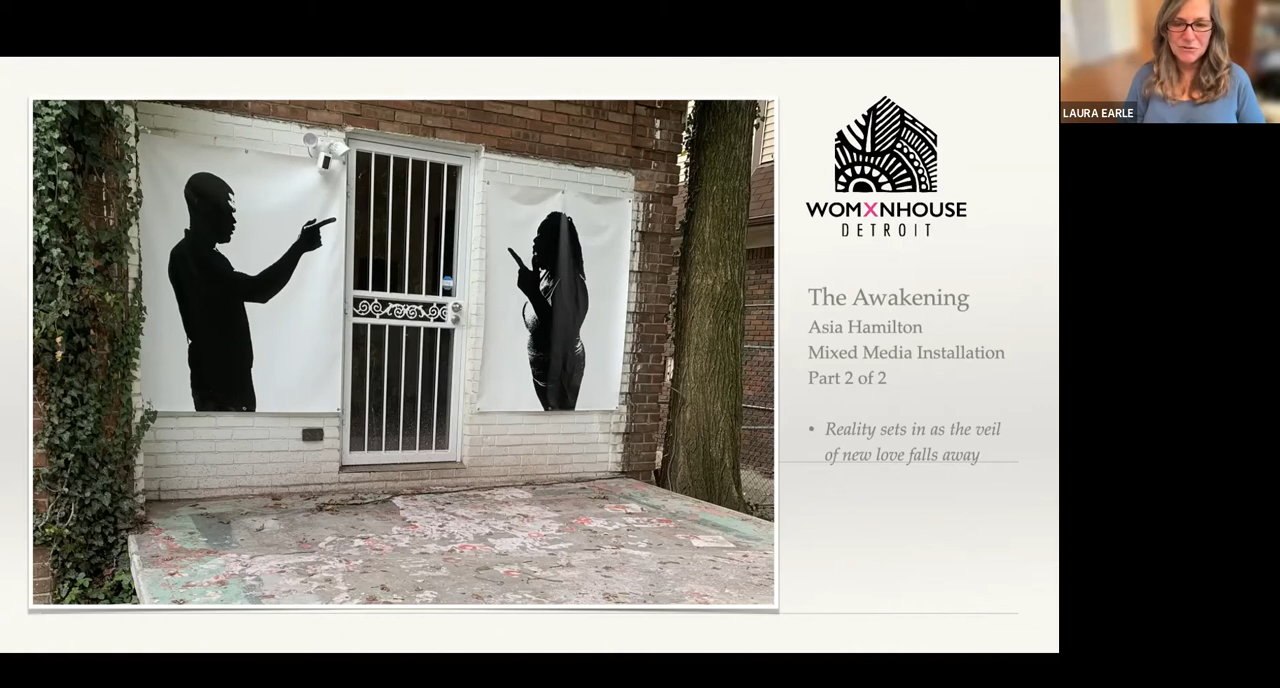 LAURA EARLE
WOMXNHOUSE
DETROIT
The Awakening
Asia Hamilton
Mixed Media Installation
Part 2 of 2
• Reality sets in as the veil
of new love falls away